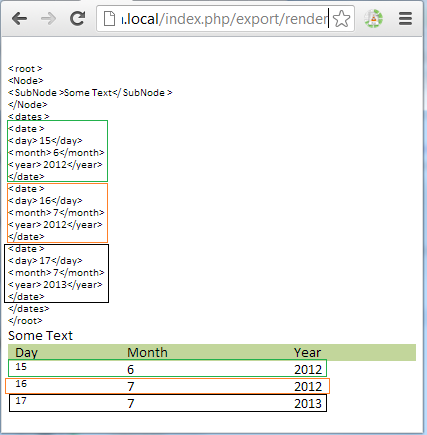 ı.local/index.php/export/render
< root >
<Node>
< SubNode >Some Text</ SubNode >
</Node>
< dates >
< date >
<day> 15</day>
<month> 6</month>
<year> 2012</year>
</date>
< date >
<day> 16</day>
<month> 7</month>
<year> 2012</year>
</date>
< date >
<day> 17</day>
<month> 7</month>
<year> 2013</year>
</date>
</dates>
</root>
Some Text
Day Month Year
15 6 2012
16 7 2012
17 7 2013